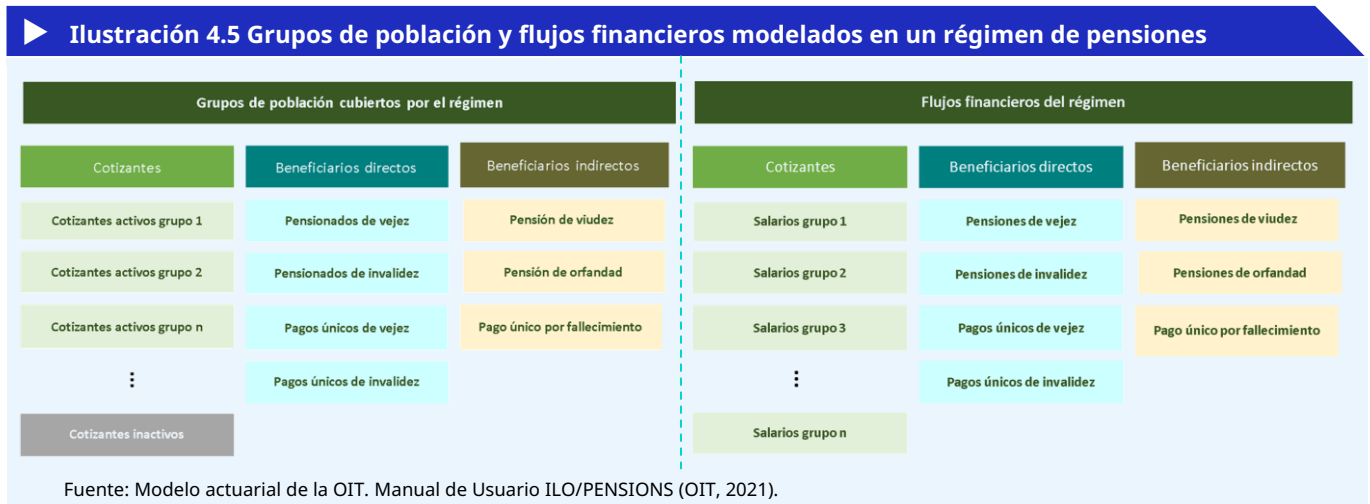 Ilustración 4.5 Grupos de población y flujos financieros modelados en un régimen de pensiones
Grupos de población cubiertos por el régimen
Cotizantes
Beneficiarios directos
Beneficiarios indirectos
Cotizantes activos grupo 1
Pensionados de vejez
Pensión de viudez
Cotizantes activos grupo 2
Pensionados de invalidez
Pensión de orfandad
Cotizantes activos grupo n
Pagos únicos de vejez
Pago único por fallecimiento
⋮
Pagos únicos de invalidez
Cotizantes inactivos
Flujos financieros del régimen
Cotizantes
Beneficiarios directos
Beneficiarios indirectos
Salarios grupo 1
Pensiones de vejez
Pensiones de viudez
Salarios grupo 2
Pensiones de invalidez
Pensiones de orfandad
Salarios grupo 3
Pagos únicos de vejez
Pago único por fallecimiento
⋮
Pagos únicos de invalidez
Salarios grupo n
Fuente: Modelo actuarial de la OIT. Manual de Usuario ILO/PENSIONS (OIT, 2021).